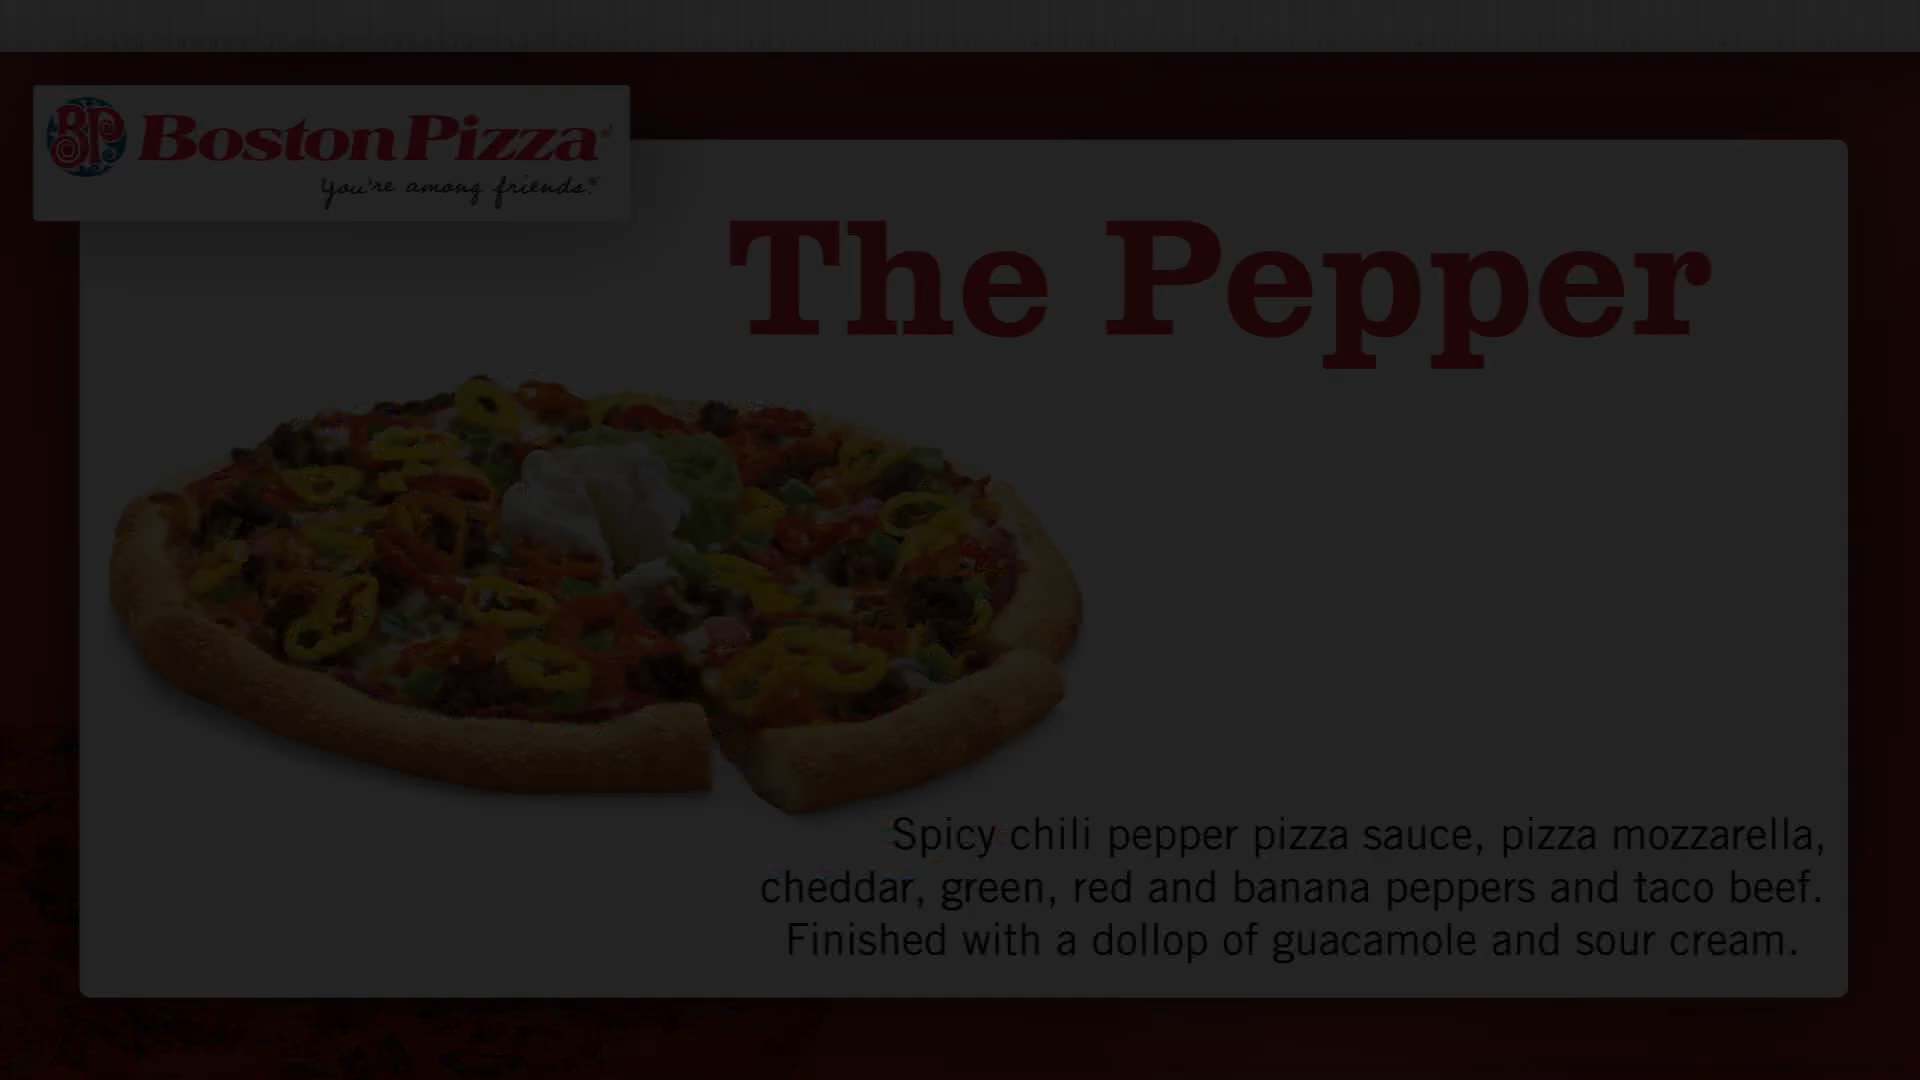 BP Boston Pizza®
You're among friends.®
The Pepper
Spicy chili pepper pizza sauce, pizza mozzarella,
cheddar, green, red and banana peppers and taco beef.
Finished with a dollop of guacamole and sour cream.